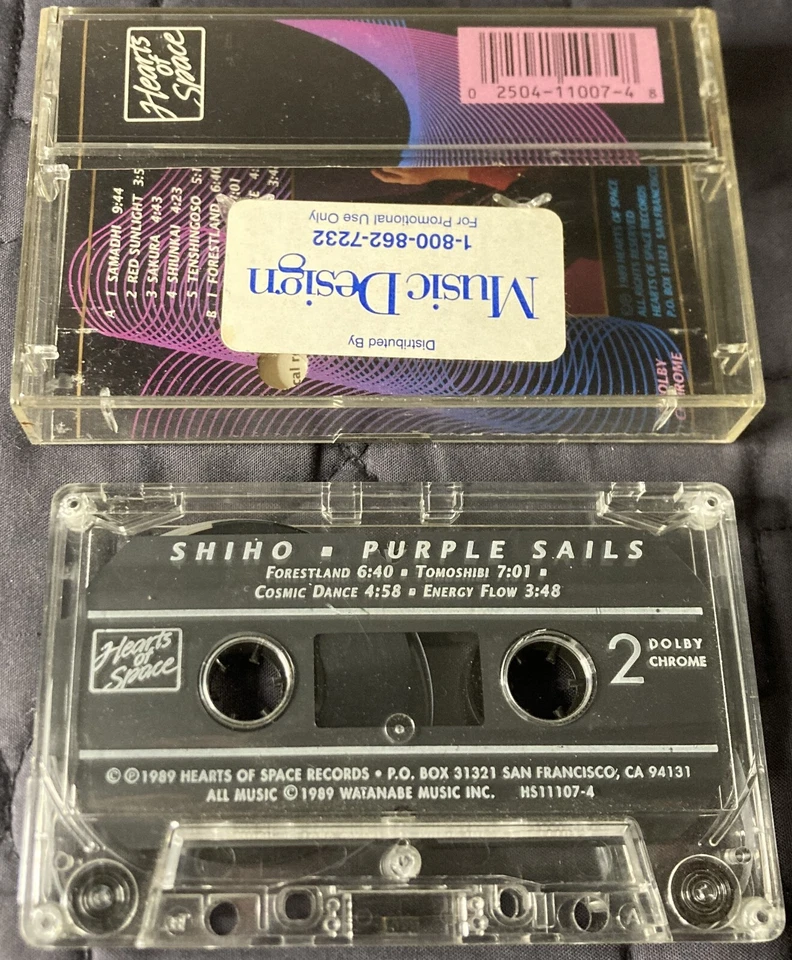 Hearts
of
Space
0 2504-11007-4 8
A 1 SAMADHI 9:44
2 RED SUNLIGHT
3 SAKURA 4:43
4 SHIUNKAI 4:23
5 TENSHINGOSO
B 1 FORESTLAND
Distributed By
Music Design
1-800-862-7232
For Promotional Use Only
1989 HEARTS OF SPACE
ALL RIGHTS RESERVED
HEARTS OF SPACE RECORDS
P.O. BOX 31321 SAN FRANCISCO
DOLBY
CHROME
SHIHO ▪ PURPLE SAILS
FORESTLAND 6:40 ▪ TOMOSHIBI 7:01 ▪
COSMIC DANCE 4:58 ▪ ENERGY FLOW 3:48
Hearts
of
Space
2
DOLBY
CHROME
© ℗ 1989 HEARTS OF SPACE RECORDS • P.O. BOX 31321 SAN FRANCISCO, CA 94131
ALL MUSIC © 1989 WATANABE MUSIC INC. HS11107-4